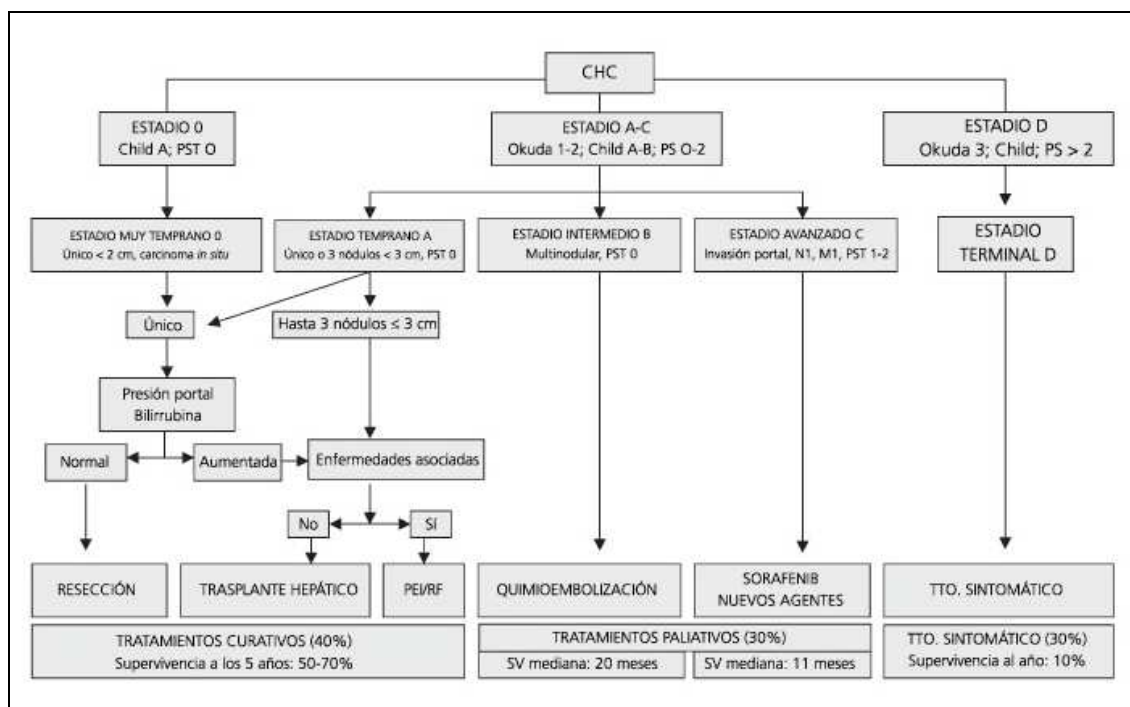 CHC
ESTADIO 0
Child A; PST O
ESTADIO A-C
Okuda 1-2; Child A-B; PS O-2
ESTADIO D
Okuda 3; Child; PS > 2
ESTADIO MUY TEMPRANO 0
Único < 2 cm, carcinoma in situ
ESTADIO TEMPRANO A
Único o 3 nódulos < 3 cm, PST 0
ESTADIO INTERMEDIO B
Multinodular, PST 0
ESTADIO AVANZADO C
Invasión portal, N1, M1, PST 1-2
ESTADIO
TERMINAL D
Único
Hasta 3 nódulos ≤ 3 cm
Presión portal
Bilirrubina
Normal
Aumentada
Enfermedades asociadas
No
Sí
RESECCIÓN
TRASPLANTE HEPÁTICO
PEI/RF
QUIMIOEMBOLIZACIÓN
SORAFENIB
NUEVOS AGENTES
TTO. SINTOMÁTICO
TRATAMIENTOS CURATIVOS (40%)
Supervivencia a los 5 años: 50-70%
TRATAMIENTOS PALIATIVOS (30%)
SV mediana: 20 meses
SV mediana: 11 meses
TTO. SINTOMÁTICO (30%)
Supervivencia al año: 10%